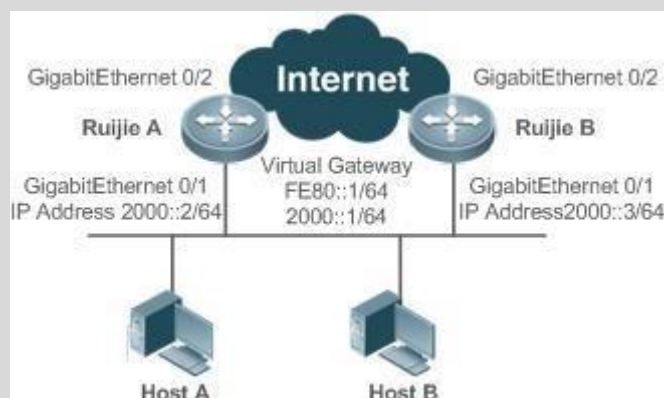 Internet
GigabitEthernet 0/2
GigabitEthernet 0/2
Ruijie A
Ruijie B
Virtual Gateway
FE80::1/64
2000::1/64
GigabitEthernet 0/1
IP Address 2000::2/64
GigabitEthernet 0/1
IP Address2000::3/64
Host A
Host B